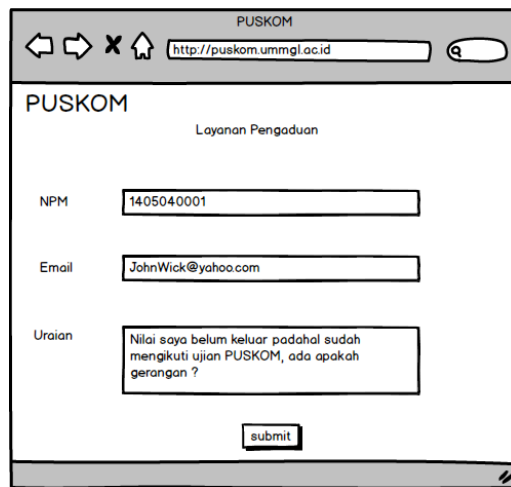 PUSKOM
http://puskom.ummgl.ac.id
PUSKOM
Layanan Pengaduan
NPM
1405040001
Email
JohnWick@yahoo.com
Uraian
Nilai saya belum keluar padahal sudah
mengikuti ujian PUSKOM, ada apakah
gerangan ?
submit